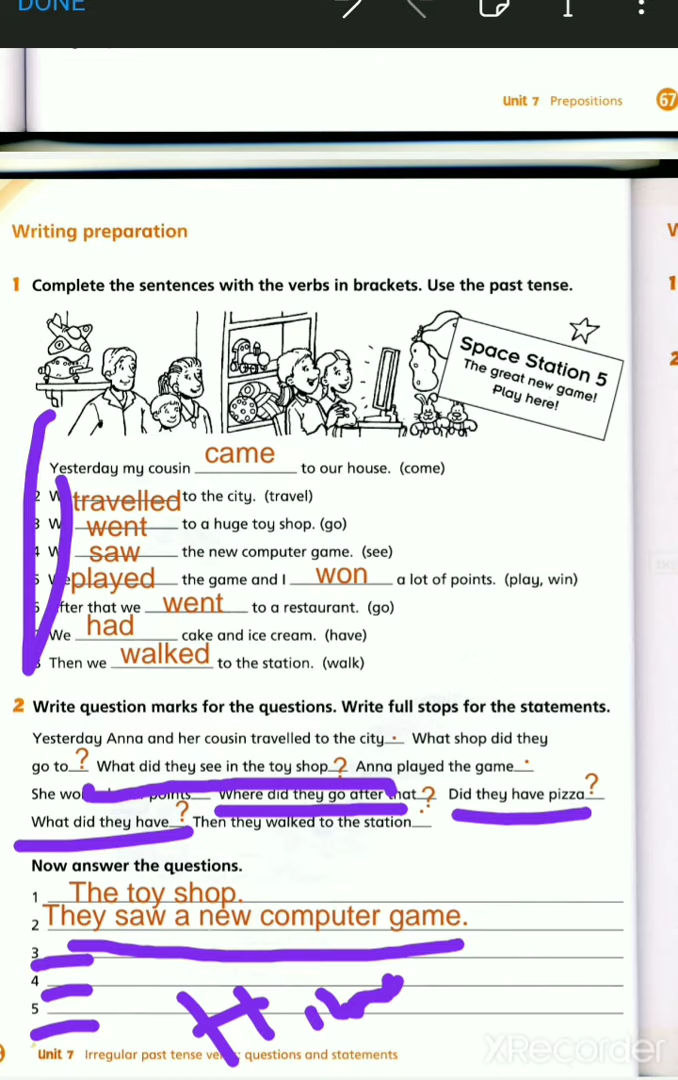 DONE
Unit 7 Prepositions 67
Writing preparation
1 Complete the sentences with the verbs in brackets. Use the past tense.
Space Station 5
The great new game!
Play here!
Yesterday my cousin came to our house. (come)
2 W travelled to the city. (travel)
3 W went to a huge toy shop. (go)
4 W saw the new computer game. (see)
5 played the game and I won a lot of points. (play, win)
6 fter that we went to a restaurant. (go)
We had cake and ice cream. (have)
8 Then we walked to the station. (walk)
2 Write question marks for the questions. Write full stops for the statements.
Yesterday Anna and her cousin travelled to the city. What shop did they
go to? What did they see in the toy shop? Anna played the game.
She wo points Where did they go after hat? Did they have pizza?
What did they have? Then they walked to the station.
Now answer the questions.
1 The toy shop.
2 They saw a new computer game.
3
4
5
Unit 7 Irregular past tense ve questions and statements
XRecorder